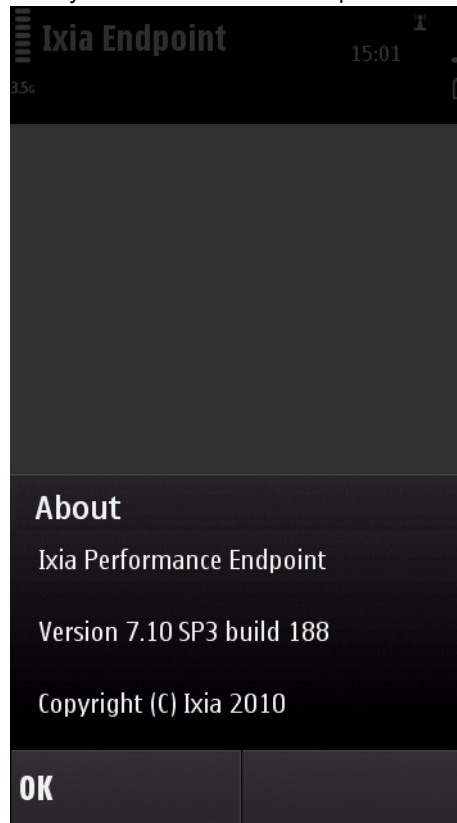 Ixia Endpoint
15:01
3.5G
About
Ixia Performance Endpoint
Version 7.10 SP3 build 188
Copyright (C) Ixia 2010
OK